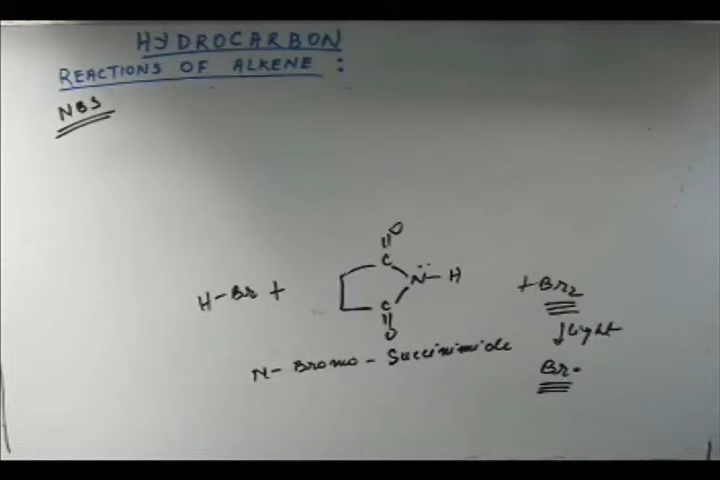 HYDROCARBON
REACTIONS OF ALKENE :
NBS
O
C
H-Br + N-H + Br2
C
O
light
N-Bromo-Succinimide
Br•